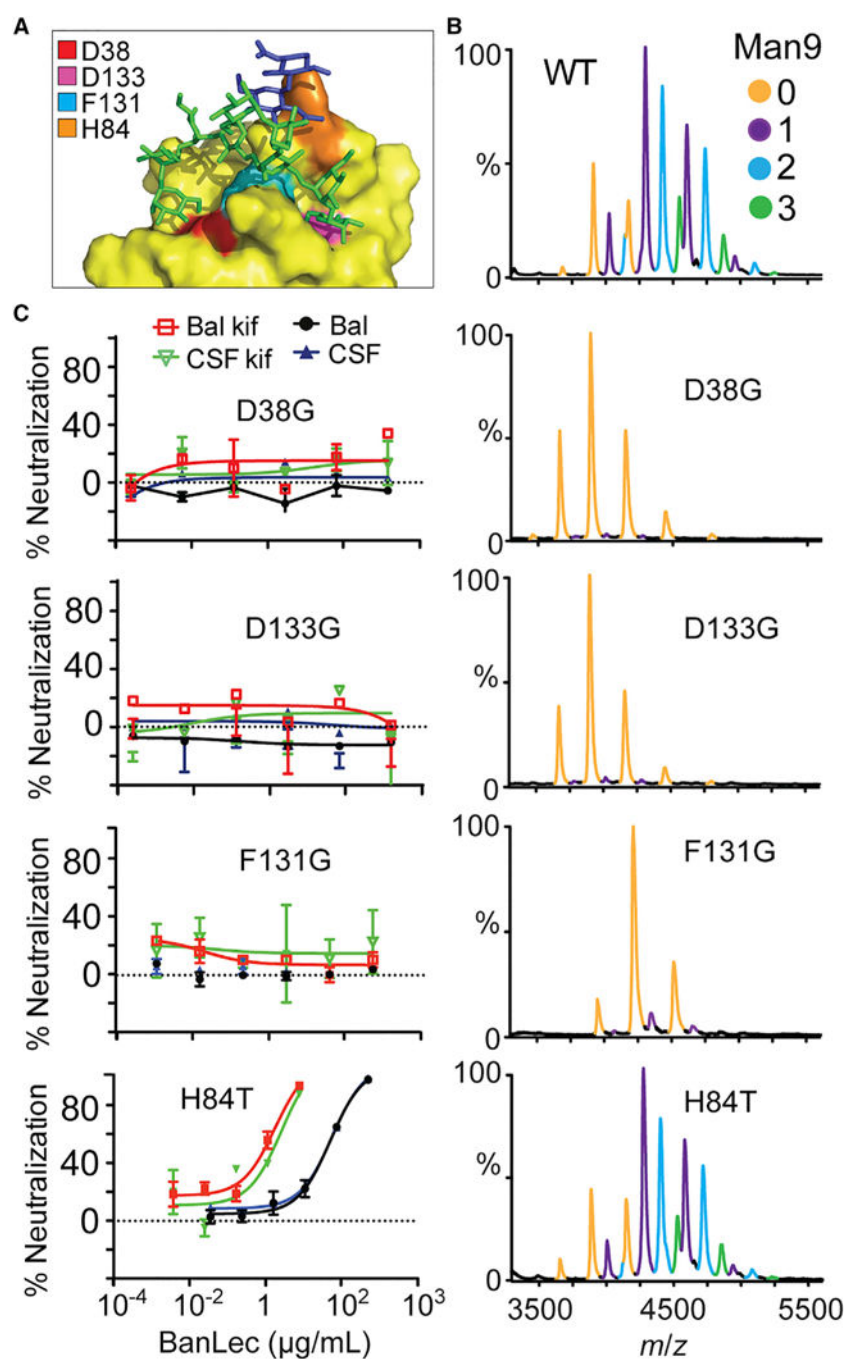 A
D38
D133
F131
H84
B
WT
Man9
0
1
2
3
100
%
0
C
Bal kif
Bal
CSF kif
CSF
% Neutralization
80
40
0
D38G
100
%
0
D38G
% Neutralization
80
40
0
D133G
100
%
0
D133G
% Neutralization
80
40
0
F131G
100
%
0
F131G
% Neutralization
80
40
0
H84T
10⁻⁴ 10⁻² 1 10² 10³
BanLec (µg/mL)
100
%
0
H84T
3500 4500 5500
m/z